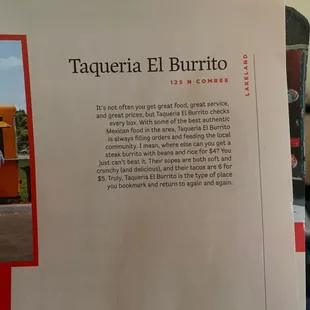 Taqueria El Burrito
125 N COMBEE
LAKELAND
It's not often you get great food, great service,
and great prices, but Taqueria El Burrito checks
every box. With some of the best authentic
Mexican food in the area, Taqueria El Burrito
is always filling orders and feeding the local
community. I mean, where else can you get a
steak burrito with beans and rice for $4? You
just can't beat it. Their sopes are both soft and
crunchy (and delicious), and their tacos are 6 for
$5. Truly, Taqueria El Burrito is the type of place
you bookmark and return to again and again.